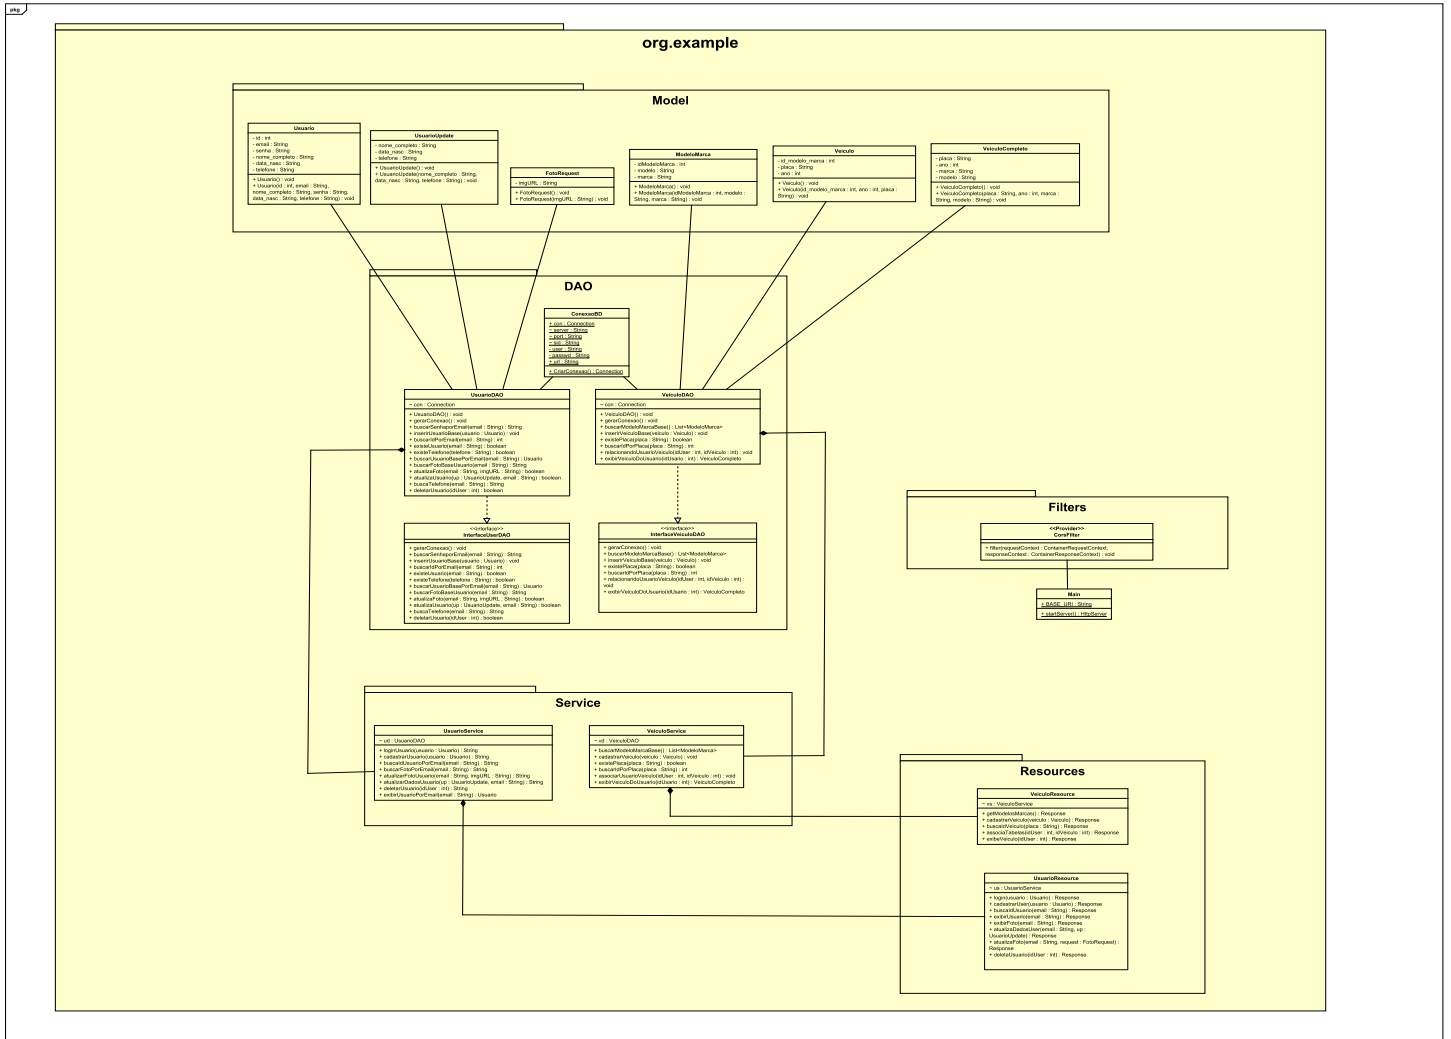 pkg
org.example
Model
Usuario
- id : int
- email : String
- senha : String
- nome_completo : String
- data_nasc : String
- telefone : String
+ Usuario() : void
+ Usuario(id : int, email : String,
nome_completo : String, senha : String,
data_nasc : String, telefone : String) : void
UsuarioUpdate
- nome_completo : String
- data_nasc : String
- telefone : String
+ UsuarioUpdate() : void
+ UsuarioUpdate(nome_completo : String,
data_nasc : String, telefone : String) : void
FotoRequest
- imgURL : String
+ FotoRequest() : void
+ FotoRequest(imgURL : String) : void
ModeloMarca
- idModeloMarca : int
- modelo : String
- marca : String
+ ModeloMarca() : void
+ ModeloMarca(idModeloMarca : int, modelo :
String, marca : String) : void
Veiculo
- id_modelo_marca : int
- placa : String
- ano : int
+ Veiculo() : void
+ Veiculo(id_modelo_marca : int, ano : int, placa :
String) : void
VeiculoCompleto
- placa : String
- ano : int
- marca : String
- modelo : String
+ VeiculoCompleto() : void
+ VeiculoCompleto(placa : String, ano : int, marca :
String, modelo : String) : void
DAO
ConexaoBD
+ con : Connection
~ server : String
~ port : String
~ sid : String
- user : String
- passwd : String
+ url : String
+ CriarConexao() : Connection
UsuarioDAO
~ con : Connection
+ UsuarioDAO() : void
+ gerarConexao() : void
+ buscarSenhaporEmail(email : String) : String
+ inserirUsuarioBase(usuario : Usuario) : void
+ buscarIdPorEmail(email : String) : int
+ existeUsuario(email : String) : boolean
+ existeTelefone(telefone : String) : boolean
+ buscarUsuarioBasePorEmail(email : String) : Usuario
+ buscarFotoBaseUsuario(email : String) : String
+ atualizaFoto(email : String, imgURL : String) : boolean
+ atualizaUsuario(up : UsuarioUpdate, email : String) : boolean
+ buscaTelefone(email : String) : String
+ deletarUsuario(idUser : int) : boolean
VeiculoDAO
~ con : Connection
+ VeiculoDAO() : void
+ gerarConexao() : void
+ buscarModeloMarcaBase() : List<ModeloMarca>
+ inserirVeiculoBase(veiculo : Veiculo) : void
+ existePlaca(placa : String) : boolean
+ buscarIdPorPlaca(placa : String) : int
+ relacionandoUsuarioVeiculo(idUser : int, idVeiculo : int) : void
+ exibirVeiculoDoUsuario(idUsario : int) : VeiculoCompleto
<<interface>>
InterfaceUserDAO
+ gerarConexao() : void
+ buscarSenhaporEmail(email : String) : String
+ inserirUsuarioBase(usuario : Usuario) : void
+ buscarIdPorEmail(email : String) : int
+ existeUsuario(email : String) : boolean
+ existeTelefone(telefone : String) : boolean
+ buscarUsuarioBasePorEmail(email : String) : Usuario
+ buscarFotoBaseUsuario(email : String) : String
+ atualizaFoto(email : String, imgURL : String) : boolean
+ atualizaUsuario(up : UsuarioUpdate, email : String) : boolean
+ buscaTelefone(email : String) : String
+ deletarUsuario(idUser : int) : boolean
<<interface>>
InterfaceVeiculoDAO
+ gerarConexao() : void
+ buscarModeloMarcaBase() : List<ModeloMarca>
+ inserirVeiculoBase(veiculo : Veiculo) : void
+ existePlaca(placa : String) : boolean
+ buscarIdPorPlaca(placa : String) : int
+ relacionandoUsuarioVeiculo(idUser : int, idVeiculo : int) :
void
+ exibirVeiculoDoUsuario(idUsario : int) : VeiculoCompleto
Filters
<<Provider>>
CorsFilter
+ filter(requestContext : ContainerRequestContext,
responseContext : ContainerResponseContext) : void
Main
+ BASE_URI : String
+ startServer() : HttpServer
Service
UsuarioService
~ ud : UsuarioDAO
+ loginUsuario(usuario : Usuario) : String
+ cadastrarUsuario(usuario : Usuario) : String
+ buscaIdUsuarioPorEmail(email : String) : String
+ buscarFotoPorEmail(email : String) : String
+ atualizarFotoUsuario(email : String, imgURL : String) : String
+ atualizarDadosUsuario(up : UsuarioUpdate, email : String) : String
+ deletarUsuario(idUser : int) : String
+ exibirUsuarioPorEmail(email : String) : Usuario
VeiculoService
~ vd : VeiculoDAO
+ buscarModeloMarcaBase() : List<ModeloMarca>
+ cadastrarVeiculo(veiculo : Veiculo) : void
+ existePlaca(placa : String) : boolean
+ buscarIdPorPlaca(placa : String) : int
+ associarUsuarioVeiculo(idUser : int, idVeiculo : int) : void
+ exibirVeiculoDoUsuario(idUsario : int) : VeiculoCompleto
Resources
VeiculoResource
~ vs : VeiculoService
+ getModelosMarcas() : Response
+ cadastrarVeiculo(veiculo : Veiculo) : Response
+ buscaIdVeiculo(placa : String) : Response
+ associaTabelas(idUser : int, idVeiculo : int) : Response
+ exibeVeiculo(idUser : int) : Response
UsuarioResource
~ us : UsuarioService
+ login(usuario : Usuario) : Response
+ cadastrarUser(usuario : Usuario) : Response
+ buscaIdUsuario(email : String) : Response
+ exibirUsuario(email : String) : Response
+ exibirFoto(email : String) : Response
+ atualizaDadosUser(email : String, up :
UsuarioUpdate) : Response
+ atualizaFoto(email : String, request : FotoRequest) :
Response
+ deletaUsuario(idUser : int) : Response